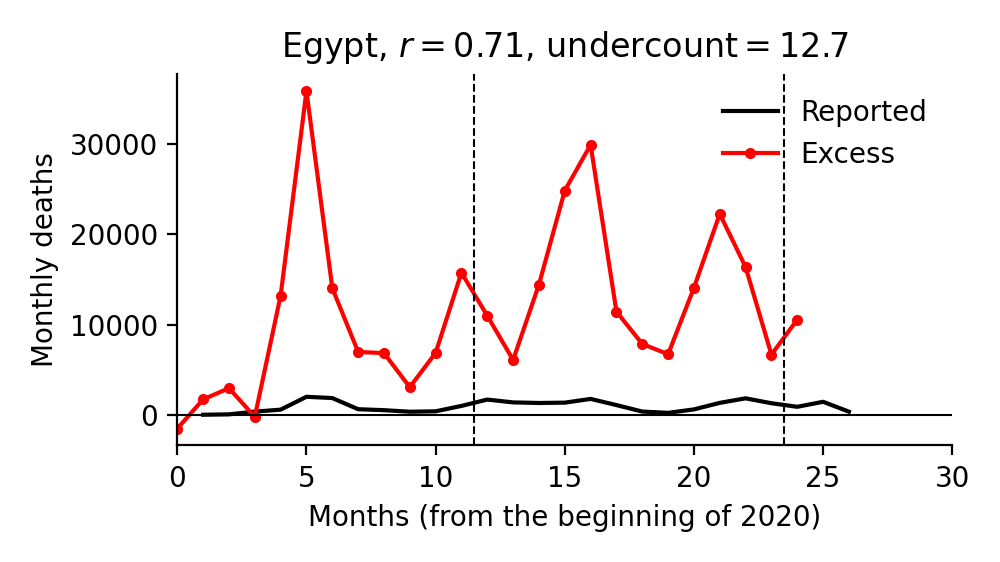 Egypt, r = 0.71, undercount = 12.7
Reported
Excess
Monthly deaths
30000
20000
10000
0
0 5 10 15 20 25 30
Months (from the beginning of 2020)